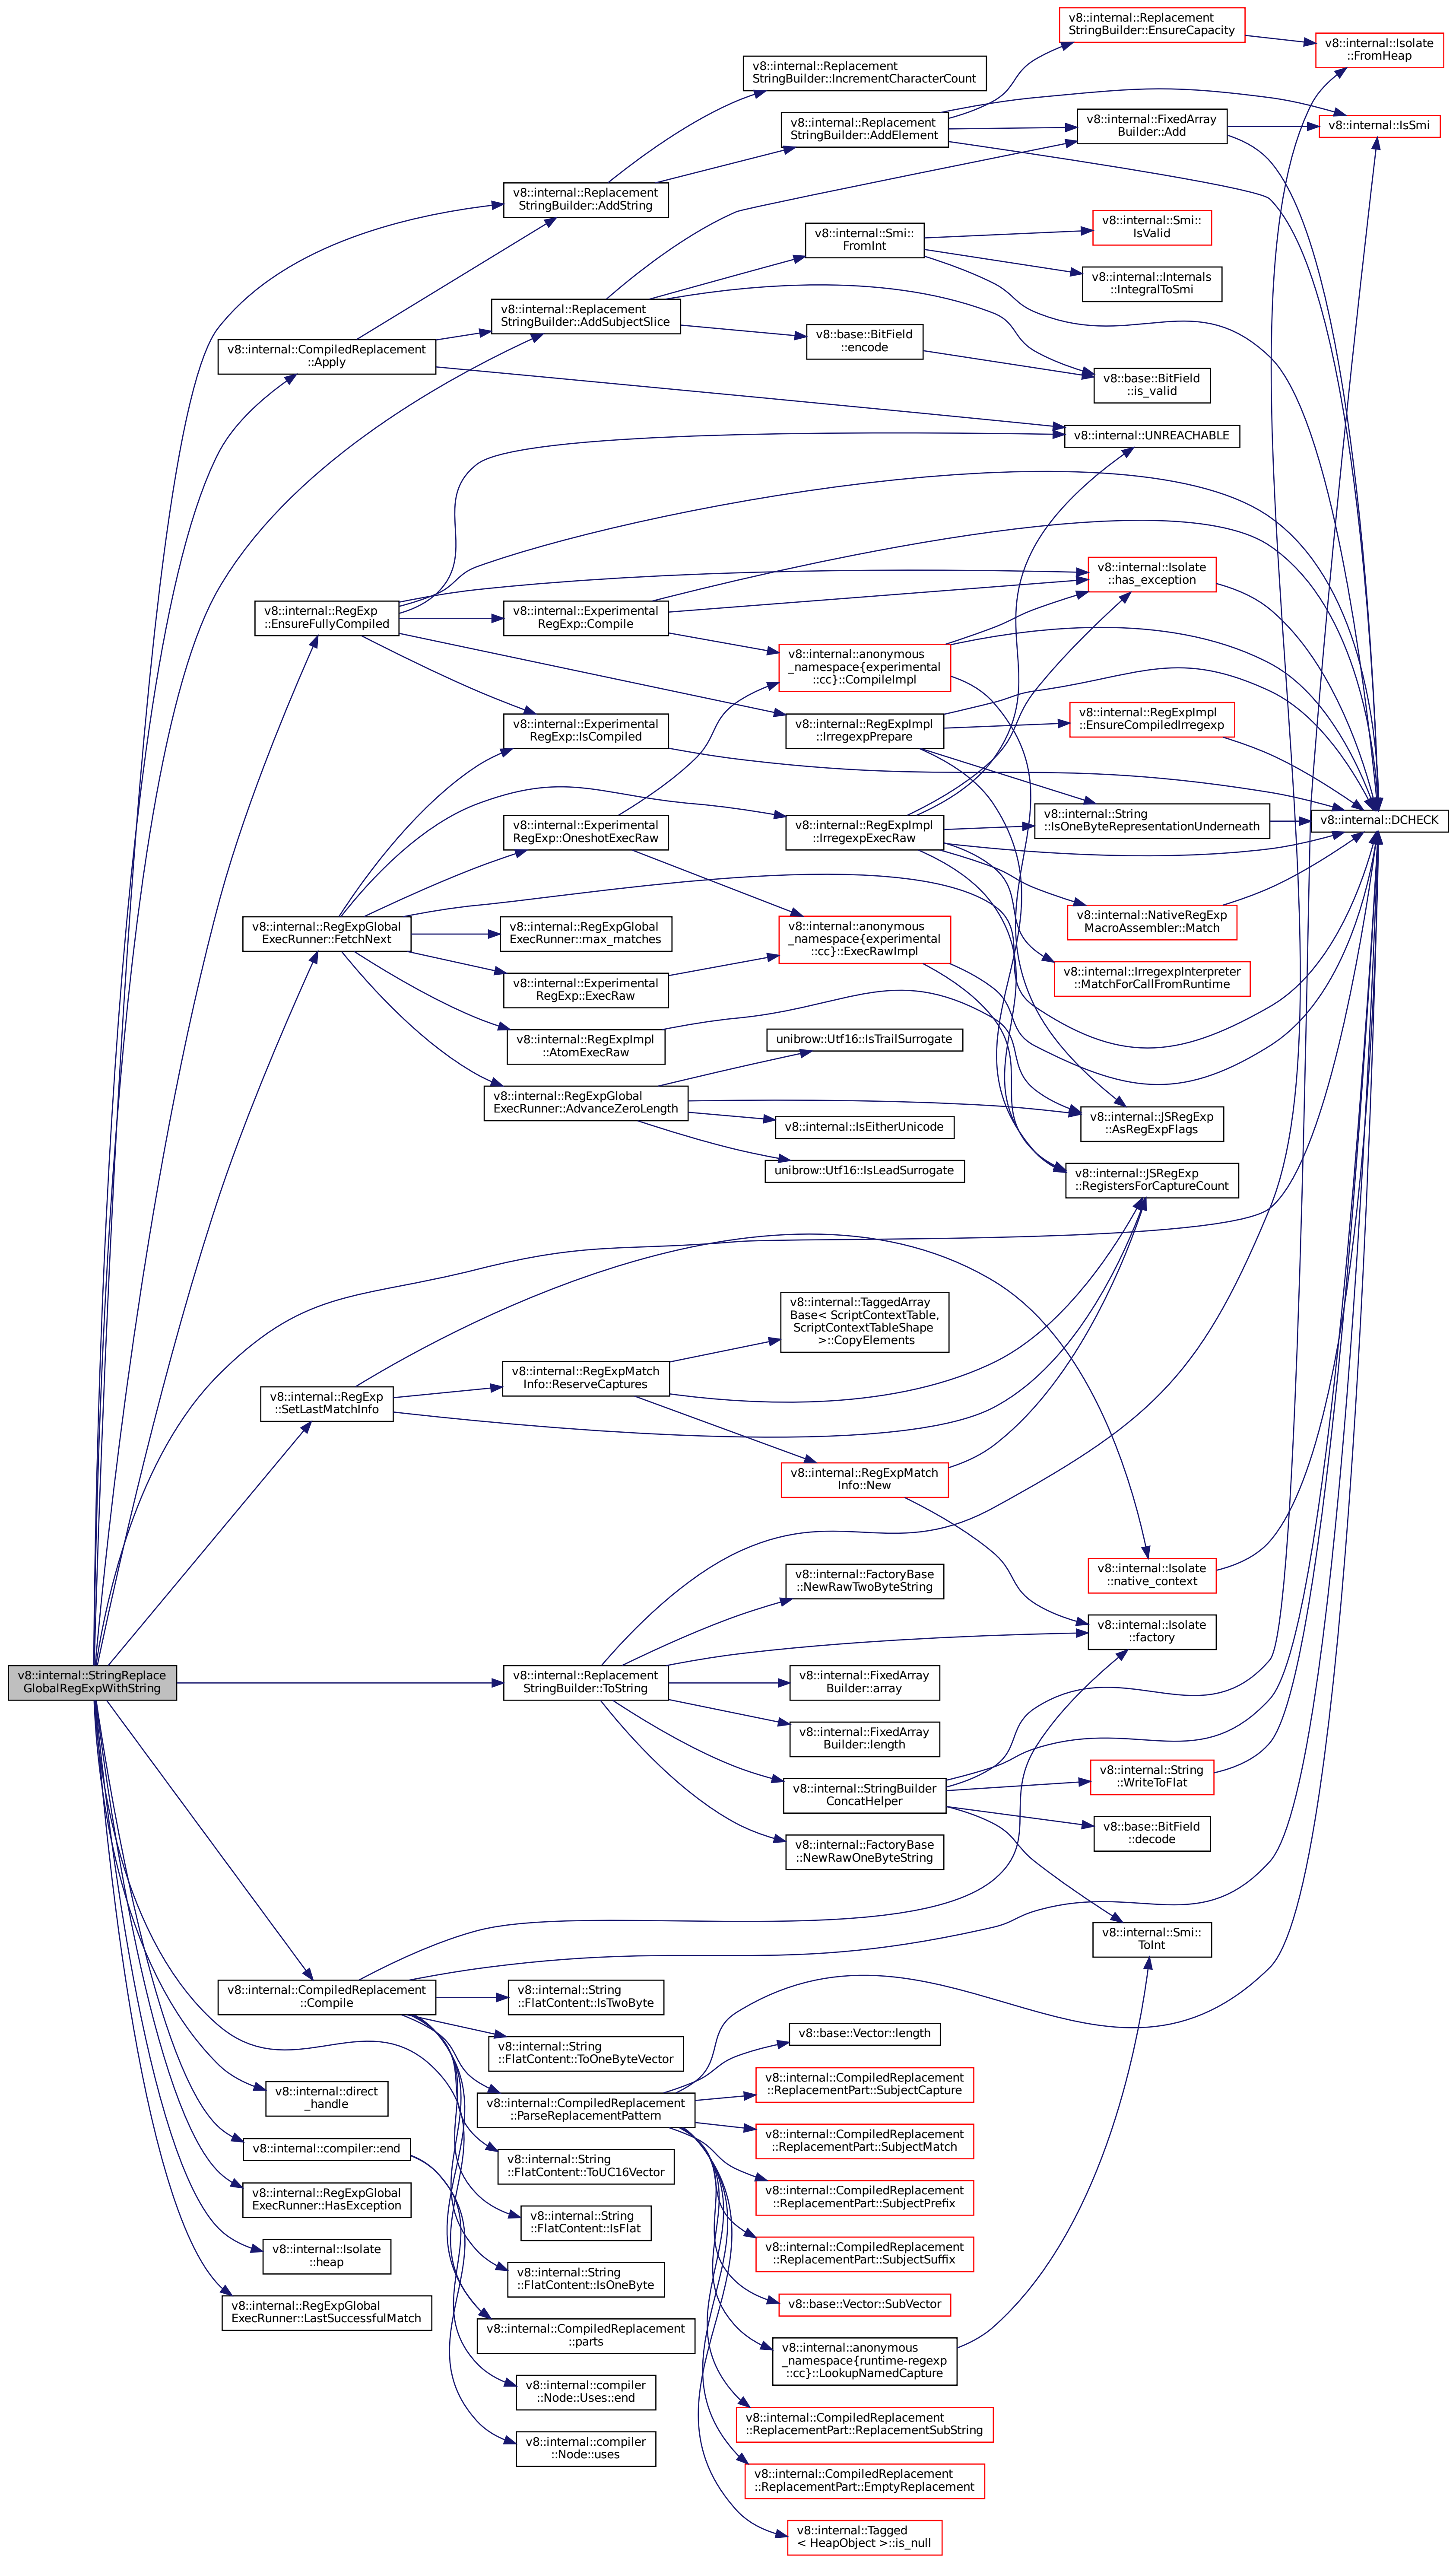 v8::internal::Replacement
StringBuilder::EnsureCapacity
v8::internal::Isolate
::FromHeap
v8::internal::Replacement
StringBuilder::IncrementCharacterCount
v8::internal::Replacement
StringBuilder::AddElement
v8::internal::FixedArray
Builder::Add
v8::internal::IsSmi
v8::internal::Replacement
StringBuilder::AddString
v8::internal::Smi::
FromInt
v8::internal::Smi::
IsValid
v8::internal::Internals
::IntegralToSmi
v8::internal::Replacement
StringBuilder::AddSubjectSlice
v8::base::BitField
::encode
v8::internal::CompiledReplacement
::Apply
v8::base::BitField
::is_valid
v8::internal::UNREACHABLE
v8::internal::Isolate
::has_exception
v8::internal::RegExp
::EnsureFullyCompiled
v8::internal::Experimental
RegExp::Compile
v8::internal::anonymous
_namespace{experimental
::cc}::CompileImpl
v8::internal::RegExpImpl
::EnsureCompiledIrregexp
v8::internal::Experimental
RegExp::IsCompiled
v8::internal::RegExpImpl
::IrregexpPrepare
v8::internal::String
::IsOneByteRepresentationUnderneath
v8::internal::DCHECK
v8::internal::Experimental
RegExp::OneshotExecRaw
v8::internal::RegExpImpl
::IrregexpExecRaw
v8::internal::NativeRegExp
MacroAssembler::Match
v8::internal::RegExpGlobal
ExecRunner::FetchNext
v8::internal::RegExpGlobal
ExecRunner::max_matches
v8::internal::anonymous
_namespace{experimental
::cc}::ExecRawImpl
v8::internal::IrregexpInterpreter
::MatchForCallFromRuntime
v8::internal::Experimental
RegExp::ExecRaw
v8::internal::RegExpImpl
::AtomExecRaw
unibrow::Utf16::IsTrailSurrogate
v8::internal::RegExpGlobal
ExecRunner::AdvanceZeroLength
v8::internal::IsEitherUnicode
v8::internal::JSRegExp
::AsRegExpFlags
unibrow::Utf16::IsLeadSurrogate
v8::internal::JSRegExp
::RegistersForCaptureCount
v8::internal::TaggedArray
Base< ScriptContextTable,
ScriptContextTableShape
>::CopyElements
v8::internal::RegExp
::SetLastMatchInfo
v8::internal::RegExpMatch
Info::ReserveCaptures
v8::internal::RegExpMatch
Info::New
v8::internal::Isolate
::native_context
v8::internal::FactoryBase
::NewRawTwoByteString
v8::internal::Isolate
::factory
v8::internal::StringReplace
GlobalRegExpWithString
v8::internal::Replacement
StringBuilder::ToString
v8::internal::FixedArray
Builder::array
v8::internal::FixedArray
Builder::length
v8::internal::StringBuilder
ConcatHelper
v8::internal::String
::WriteToFlat
v8::base::BitField
::decode
v8::internal::FactoryBase
::NewRawOneByteString
v8::internal::Smi::
ToInt
v8::internal::CompiledReplacement
::Compile
v8::internal::String
::FlatContent::IsTwoByte
v8::internal::String
::FlatContent::ToOneByteVector
v8::base::Vector::length
v8::internal::CompiledReplacement
::ReplacementPart::SubjectCapture
v8::internal::direct
_handle
v8::internal::CompiledReplacement
::ParseReplacementPattern
v8::internal::CompiledReplacement
::ReplacementPart::SubjectMatch
v8::internal::compiler::end
v8::internal::String
::FlatContent::ToUC16Vector
v8::internal::CompiledReplacement
::ReplacementPart::SubjectPrefix
v8::internal::RegExpGlobal
ExecRunner::HasException
v8::internal::String
::FlatContent::IsFlat
v8::internal::CompiledReplacement
::ReplacementPart::SubjectSuffix
v8::internal::Isolate
::heap
v8::internal::String
::FlatContent::IsOneByte
v8::base::Vector::SubVector
v8::internal::RegExpGlobal
ExecRunner::LastSuccessfulMatch
v8::internal::CompiledReplacement
::parts
v8::internal::anonymous
_namespace{runtime-regexp
::cc}::LookupNamedCapture
v8::internal::compiler
::Node::Uses::end
v8::internal::CompiledReplacement
::ReplacementPart::ReplacementSubString
v8::internal::compiler
::Node::uses
v8::internal::CompiledReplacement
::ReplacementPart::EmptyReplacement
v8::internal::Tagged
< HeapObject >::is_null